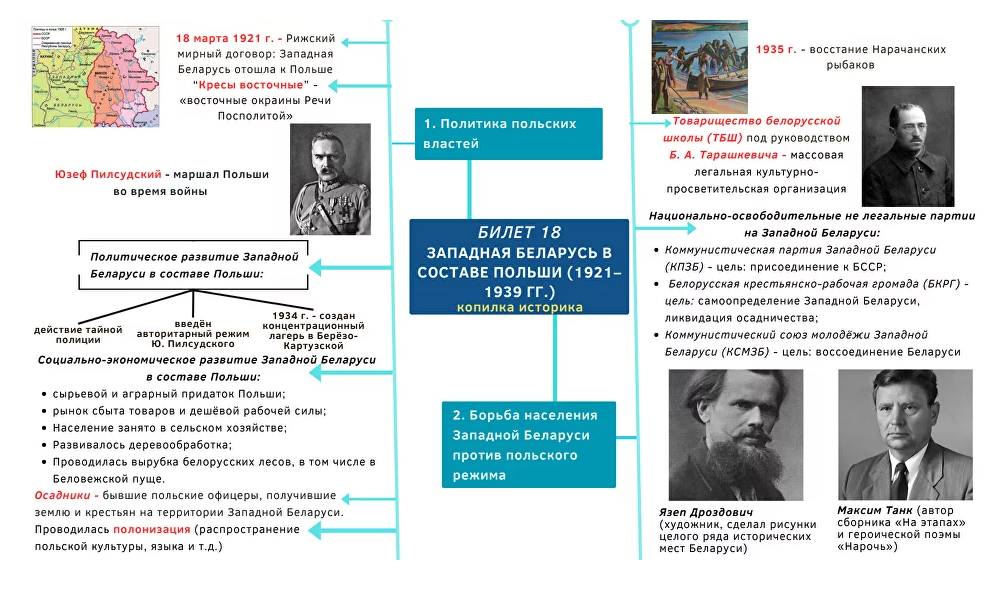 18 марта 1921 г. - Рижский
мирный договор: Западная
Беларусь отошла к Польше
"Кресы восточные" -
«восточные окраины Речи
Посполитой»
Юзеф Пилсудский - маршал Польши
во время войны
Политическое развитие Западной
Беларуси в составе Польши:
действие тайной
полиции
введён
авторитарный режим
Ю. Пилсудского
1934 г. - создан
концентрационный
лагерь в Берёзо-
Картузской
Социально-экономическое развитие Западной Беларуси
в составе Польши:
• сырьевой и аграрный придаток Польши;
• рынок сбыта товаров и дешёвой рабочей силы;
• Население занято в сельском хозяйстве;
• Развивалось деревообработка;
• Проводилась вырубка белорусских лесов, в том числе в
Беловежской пуще.
Осадники - бывшие польские офицеры, получившие
землю и крестьян на территории Западной Беларуси.
Проводилась полонизация (распространение
польской культуры, языка и т.д.)
1. Политика польских
властей
БИЛЕТ 18
ЗАПАДНАЯ БЕЛАРУСЬ В
СОСТАВЕ ПОЛЬШИ (1921–
1939 ГГ.)
копилка историка
2. Борьба населения
Западной Беларуси
против польского
режима
1935 г. - восстание Нарачанских
рыбаков
Товарищество белорусской
школы (ТБШ) под руководством
Б. А. Тарашкевича - массовая
легальная культурно-
просветительская организация
Национально-освободительные не легальные партии
на Западной Беларуси:
• Коммунистическая партия Западной Беларуси
(КПЗБ) - цель: присоединение к БССР;
• Белорусская крестьянско-рабочая громада (БКРГ) -
цель: самоопределение Западной Беларуси,
ликвидация осадничества;
• Коммунистический союз молодёжи Западной
Беларуси (КСМЗБ) - цель: воссоединение Беларуси
Язеп Дроздович
(художник, сделал рисунки
целого ряда исторических
мест Беларуси)
Максим Танк (автор
сборника «На этапах»
и героической поэмы
«Нарочь»)